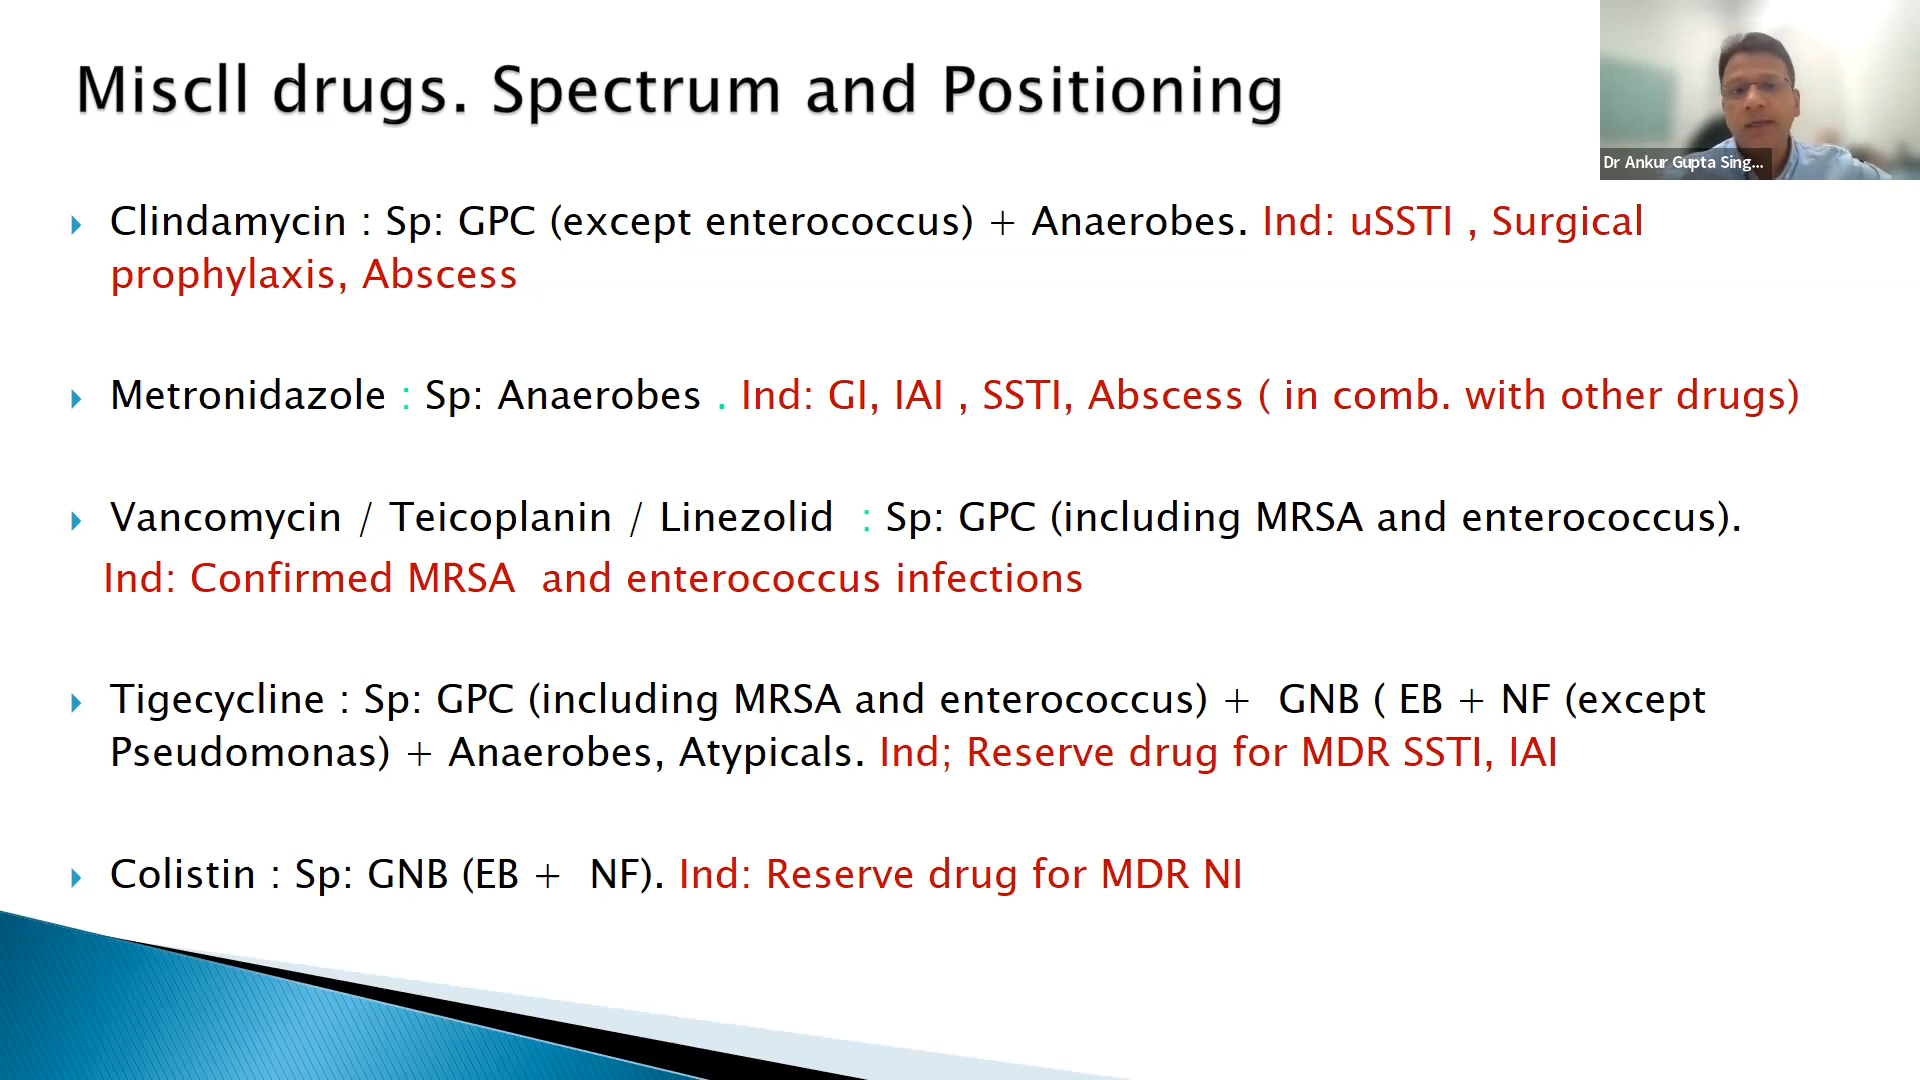 Miscll drugs. Spectrum and Positioning
Dr Ankur Gupta Sing...
Clindamycin : Sp: GPC (except enterococcus) + Anaerobes. Ind: uSSTI , Surgical
prophylaxis, Abscess
Metronidazole : Sp: Anaerobes . Ind: GI, IAI , SSTI, Abscess ( in comb. with other drugs)
Vancomycin / Teicoplanin / Linezolid : Sp: GPC (including MRSA and enterococcus).
Ind: Confirmed MRSA and enterococcus infections
Tigecycline : Sp: GPC (including MRSA and enterococcus) + GNB ( EB + NF (except
Pseudomonas) + Anaerobes, Atypicals. Ind; Reserve drug for MDR SSTI, IAI
Colistin : Sp: GNB (EB + NF). Ind: Reserve drug for MDR NI